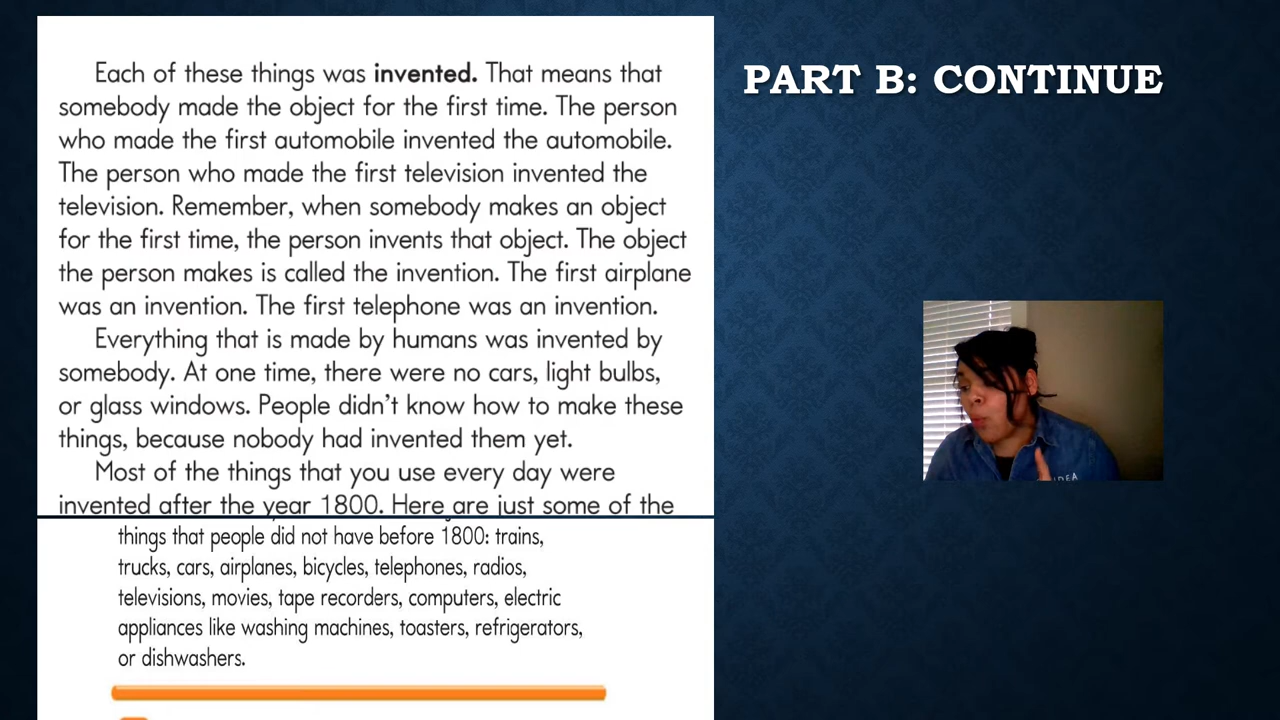 Each of these things was invented. That means that
somebody made the object for the first time. The person
who made the first automobile invented the automobile.
The person who made the first television invented the
television. Remember, when somebody makes an object
for the first time, the person invents that object. The object
the person makes is called the invention. The first airplane
was an invention. The first telephone was an invention.
Everything that is made by humans was invented by
somebody. At one time, there were no cars, light bulbs,
or glass windows. People didn't know how to make these
things, because nobody had invented them yet.
Most of the things that you use every day were
invented after the year 1800. Here are just some of the
things that people did not have before 1800: trains,
trucks, cars, airplanes, bicycles, telephones, radios,
televisions, movies, tape recorders, computers, electric
appliances like washing machines, toasters, refrigerators,
or dishwashers.
PART B: CONTINUE
IDEA